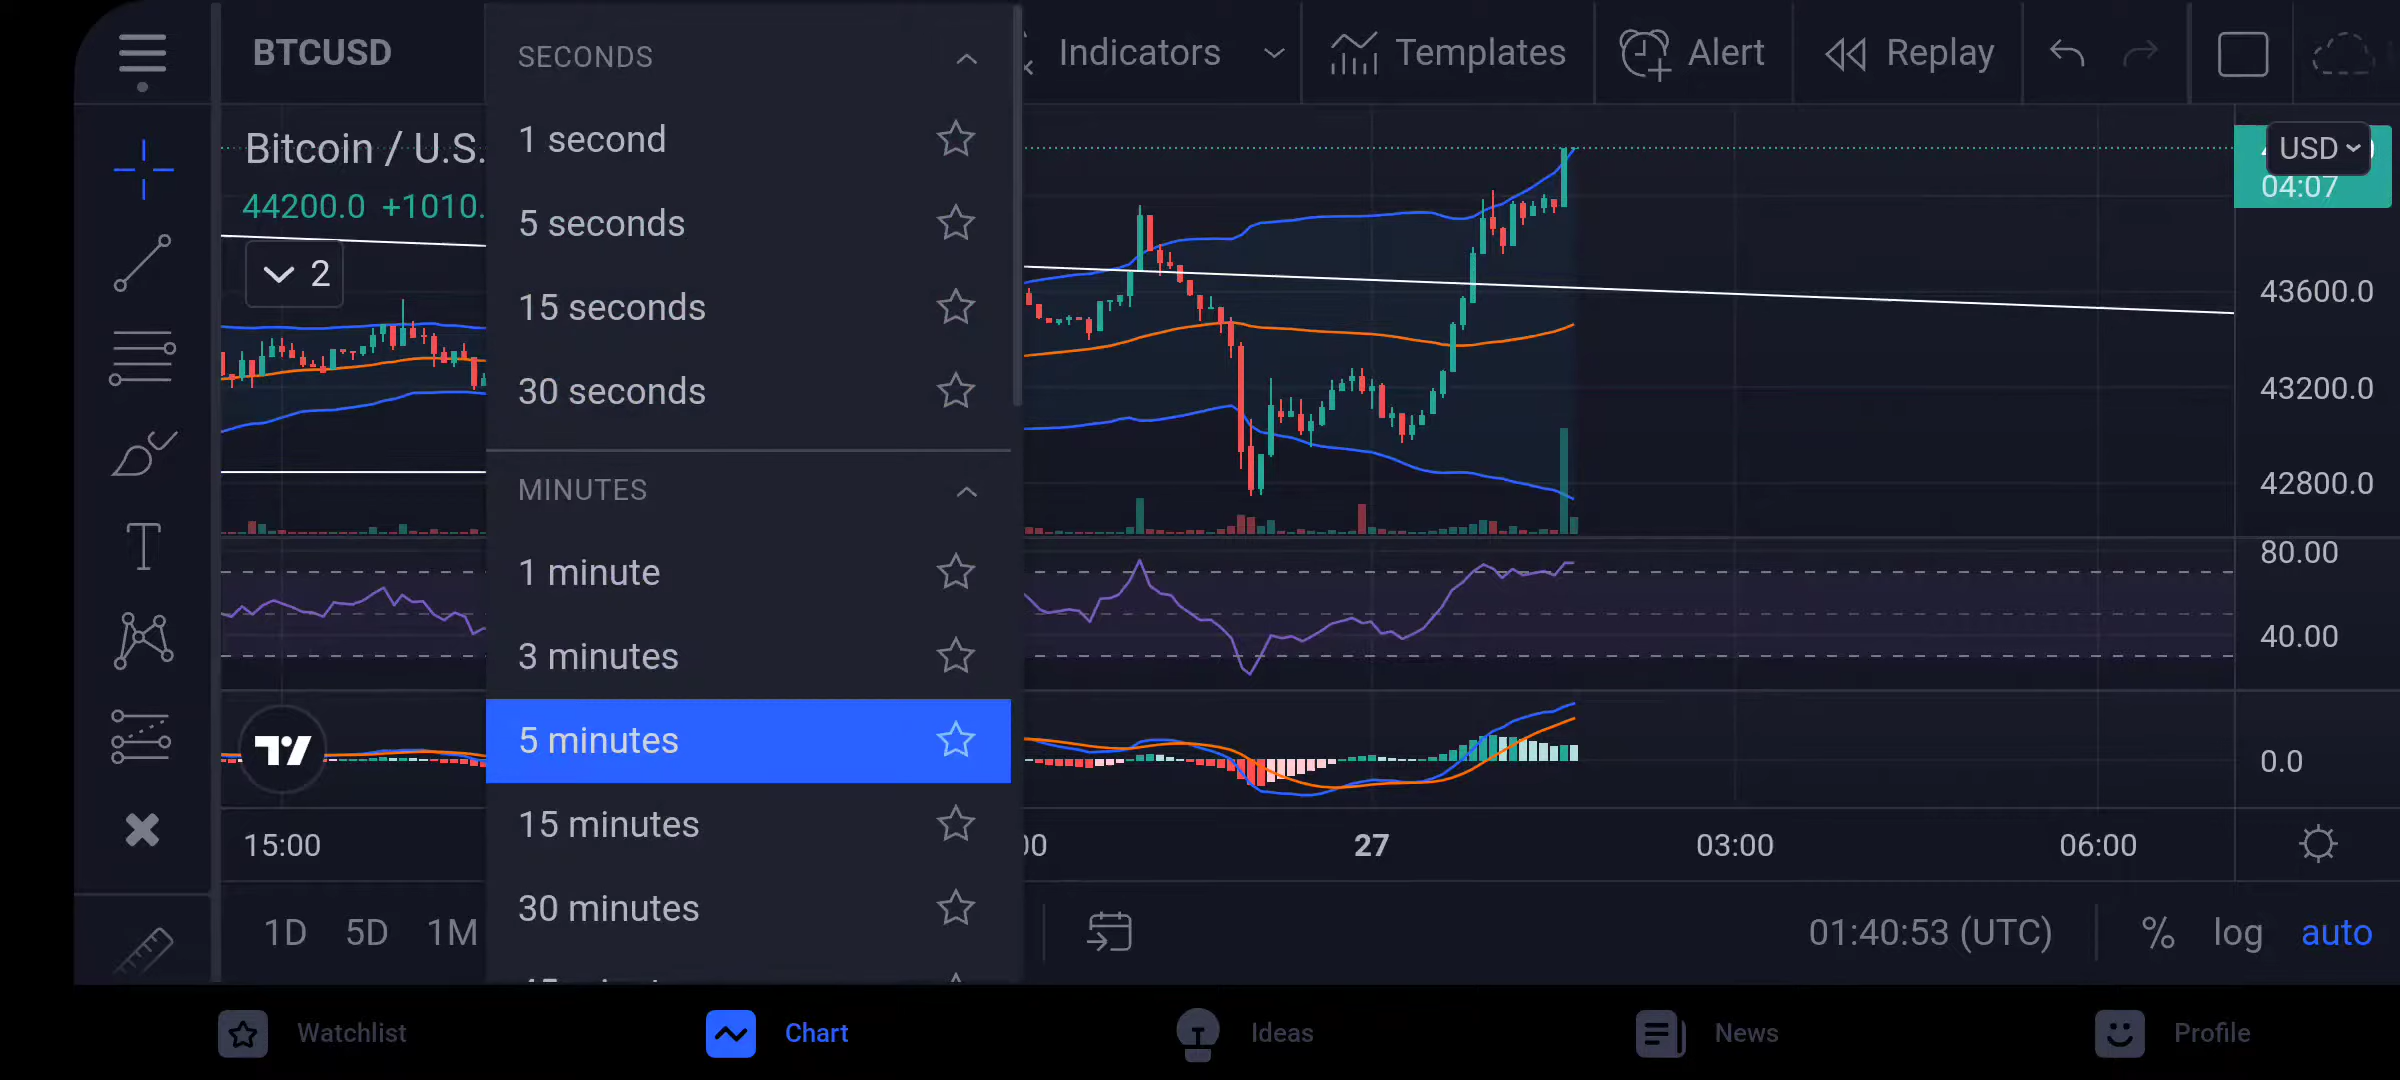 BTCUSD
Indicators
Templates
Alert
Replay
Bitcoin / U.S.
44200.0 +1010.
2
SECONDS
1 second
5 seconds
15 seconds
30 seconds
MINUTES
1 minute
3 minutes
5 minutes
15 minutes
30 minutes
USD
04:07
43600.0
43200.0
42800.0
80.00
40.00
0.0
15:00
27
03:00
06:00
1D
5D
1M
01:40:53 (UTC)
%
log
auto
Watchlist
Chart
Ideas
News
Profile